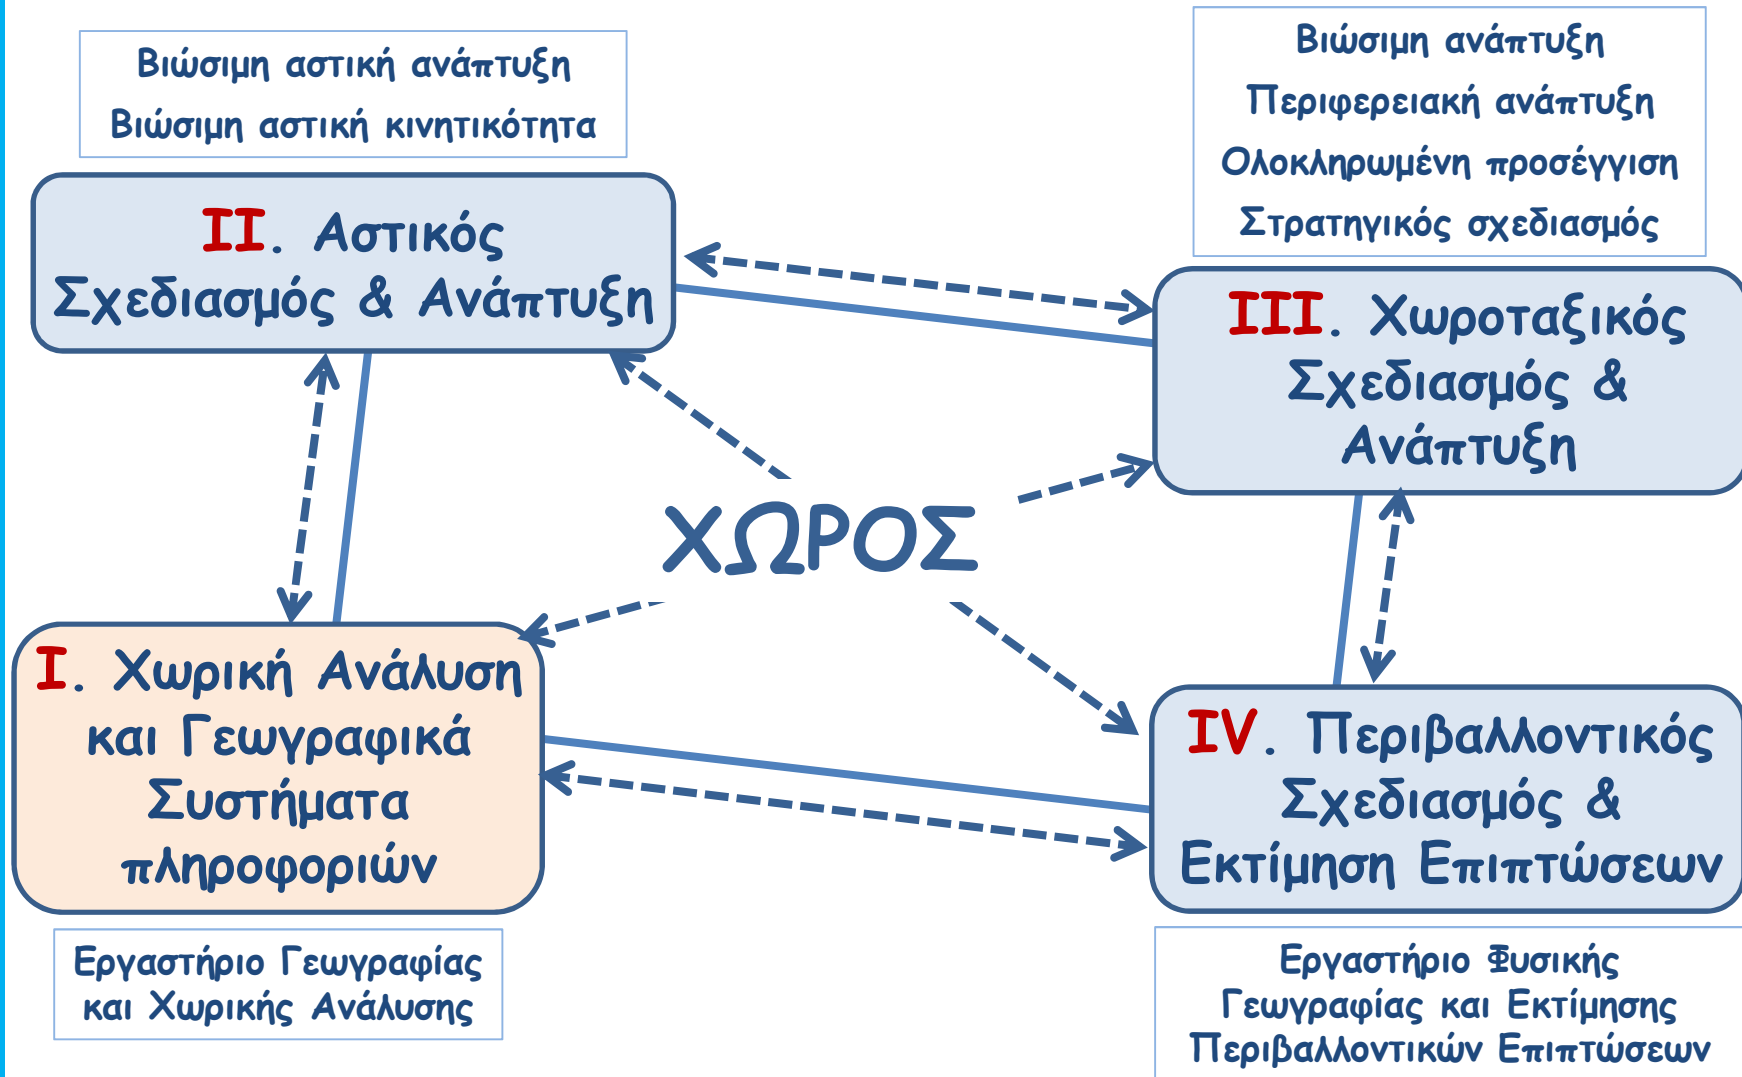 Βιώσιμη αστική ανάπτυξη
Βιώσιμη αστική κινητικότητα
II. Αστικός
Σχεδιασμός & Ανάπτυξη
Βιώσιμη ανάπτυξη
Περιφερειακή ανάπτυξη
Ολοκληρωμένη προσέγγιση
Στρατηγικός σχεδιασμός
III. Χωροταξικός
Σχεδιασμός &
Ανάπτυξη
ΧΩΡΟΣ
I. Χωρική Ανάλυση
και Γεωγραφικά
Συστήματα
πληροφοριών
Εργαστήριο Γεωγραφίας
και Χωρικής Ανάλυσης
IV. Περιβαλλοντικός
Σχεδιασμός &
Εκτίμηση Επιπτώσεων
Εργαστήριο Φυσικής
Γεωγραφίας και Εκτίμησης
Περιβαλλοντικών Επιπτώσεων